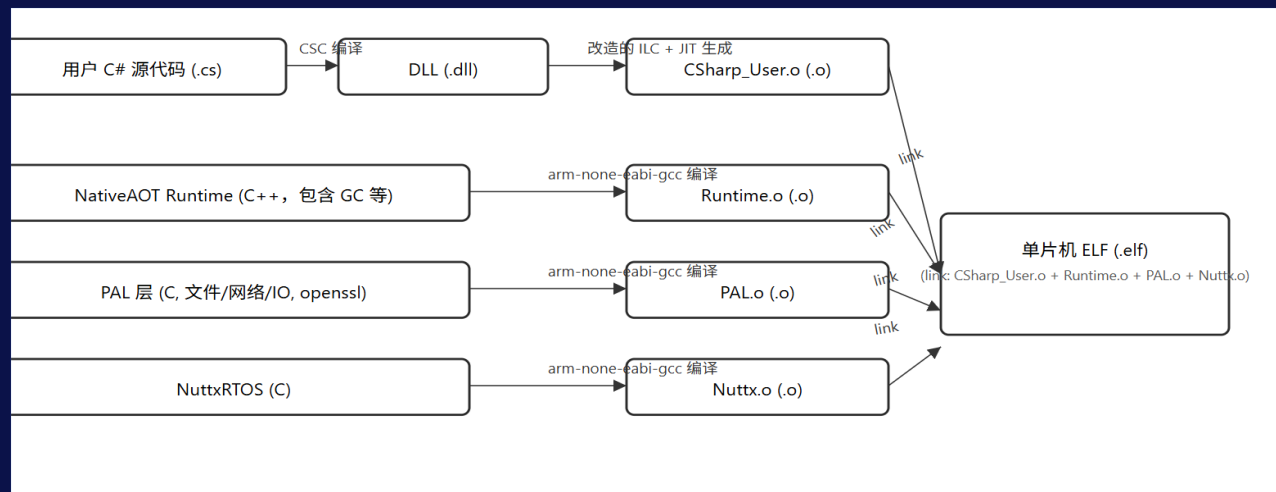 CSC 编译
改造的 ILC + JIT 生成
用户 C# 源代码 (.cs)
DLL (.dll)
CSharp_User.o (.o)
link
arm-none-eabi-gcc 编译
NativeAOT Runtime (C++，包含 GC 等)
Runtime.o (.o)
link
单片机 ELF (.elf)
(link: CSharp_User.o + Runtime.o + PAL.o + Nuttx.o)
arm-none-eabi-gcc 编译
link
PAL 层 (C, 文件/网络/IO, openssl)
PAL.o (.o)
link
arm-none-eabi-gcc 编译
NuttxRTOS (C)
Nuttx.o (.o)